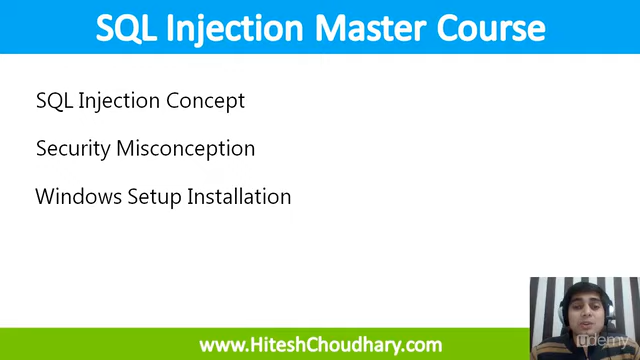 SQL Injection Master Course
SQL Injection Concept
Security Misconception
Windows Setup Installation
udemy
www.HiteshChoudhary.com